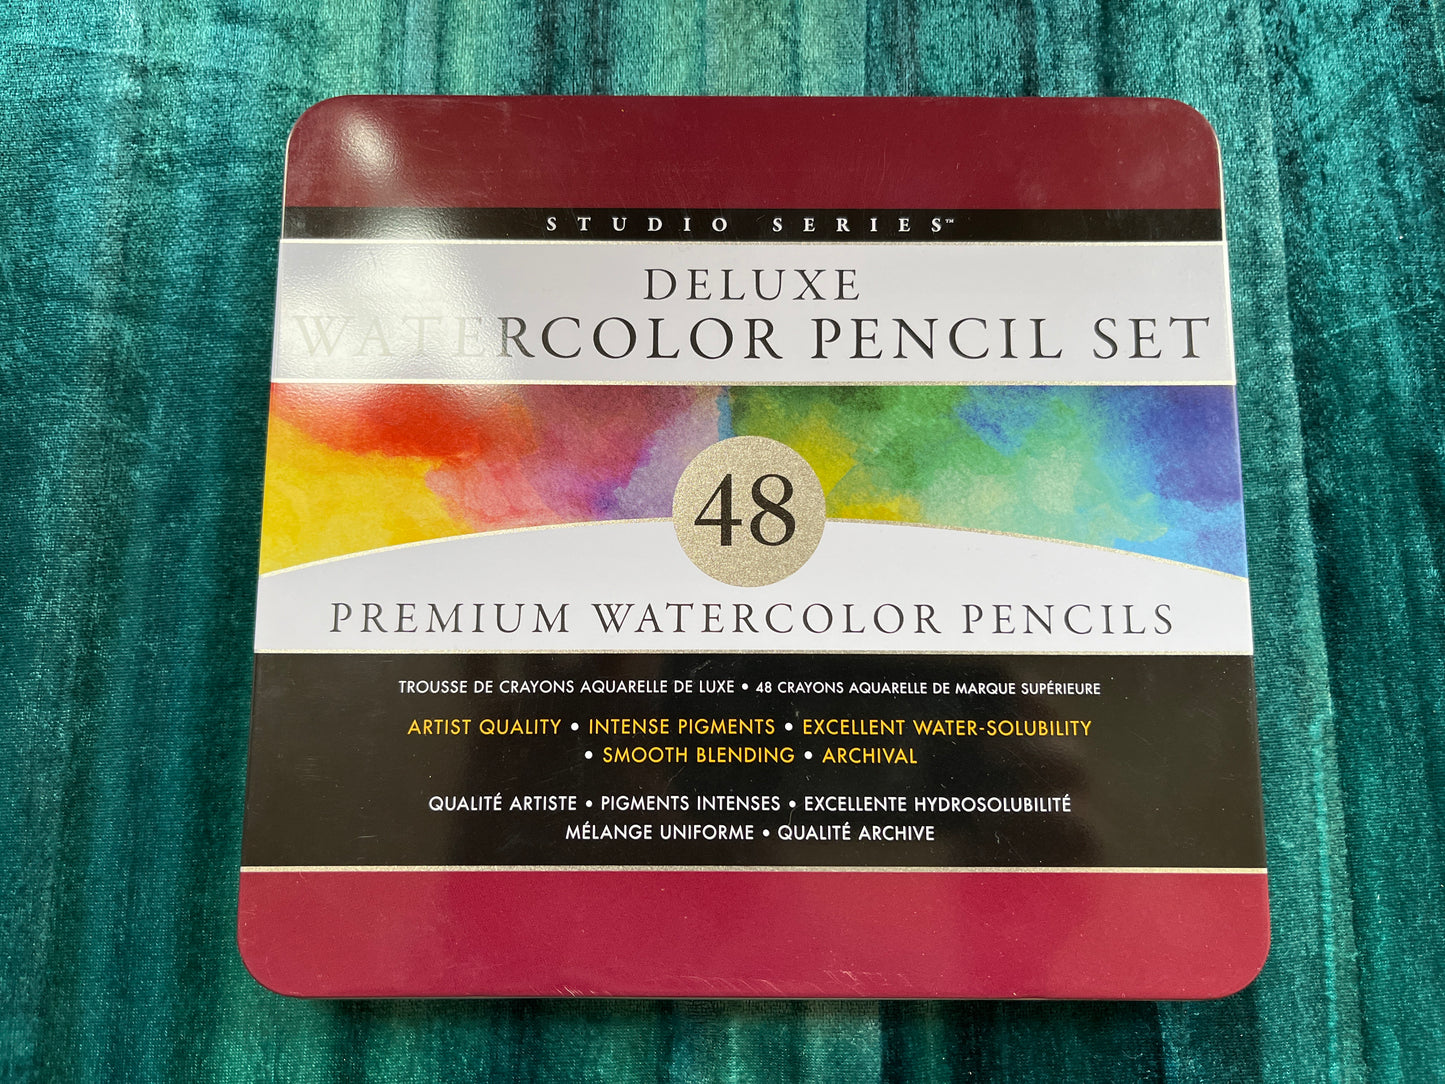 STUDIO SERIES™
DELUXE
WATERCOLOR PENCIL SET
48
PREMIUM WATERCOLOR PENCILS
TROUSSE DE CRAYONS AQUARELLE DE LUXE • 48 CRAYONS AQUARELLE DE MARQUE SUPÉRIEURE
ARTIST QUALITY • INTENSE PIGMENTS • EXCELLENT WATER-SOLUBILITY
• SMOOTH BLENDING • ARCHIVAL
QUALITÉ ARTISTE • PIGMENTS INTENSES • EXCELLENTE HYDROSOLUBILITÉ
MÉLANGE UNIFORME • QUALITÉ ARCHIVE